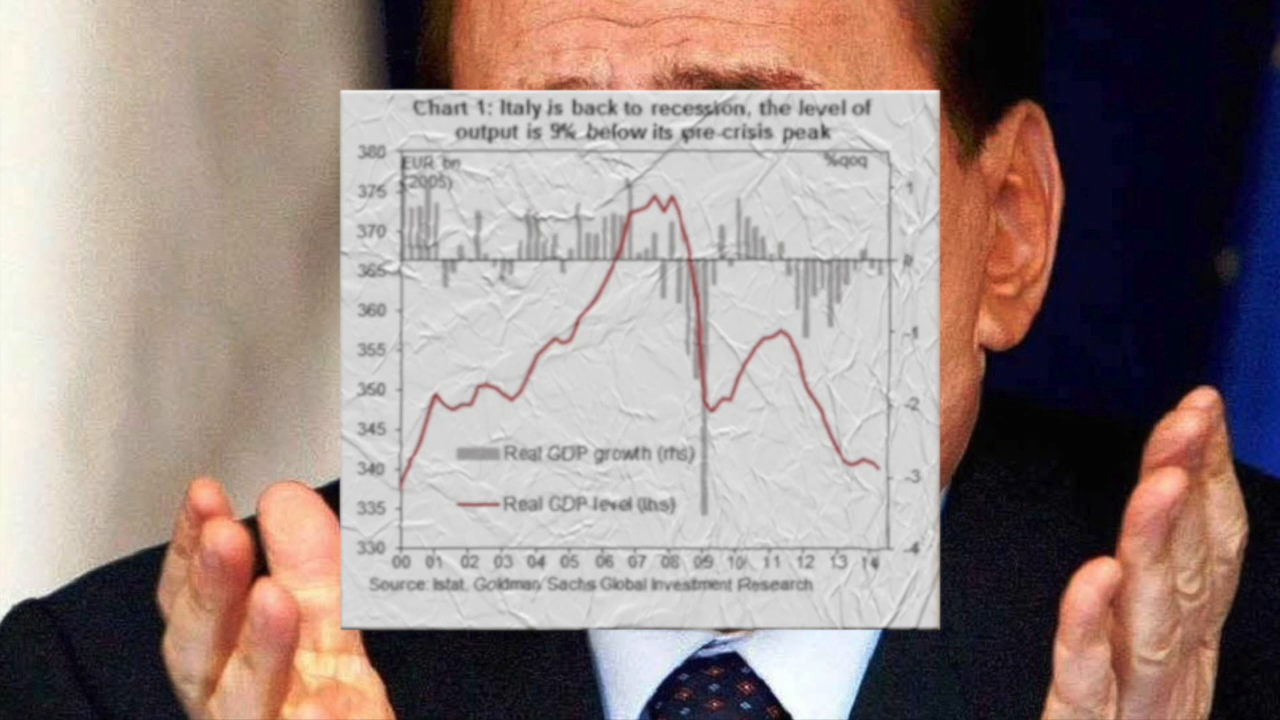 Chart 1: Italy is back to recession, the level of
output is 9% below its pre-crisis peak
EUR bn
(2005)
%qoq
380
375
370
365
360
355
350
345
340
335
330
1
0
-1
-2
-3
-4
Real GDP growth (rhs)
Real GDP level (lhs)
00 01 02 03 04 05 06 07 08 09 10 11 12 13 14
Source: Istat, Goldman Sachs Global Investment Research